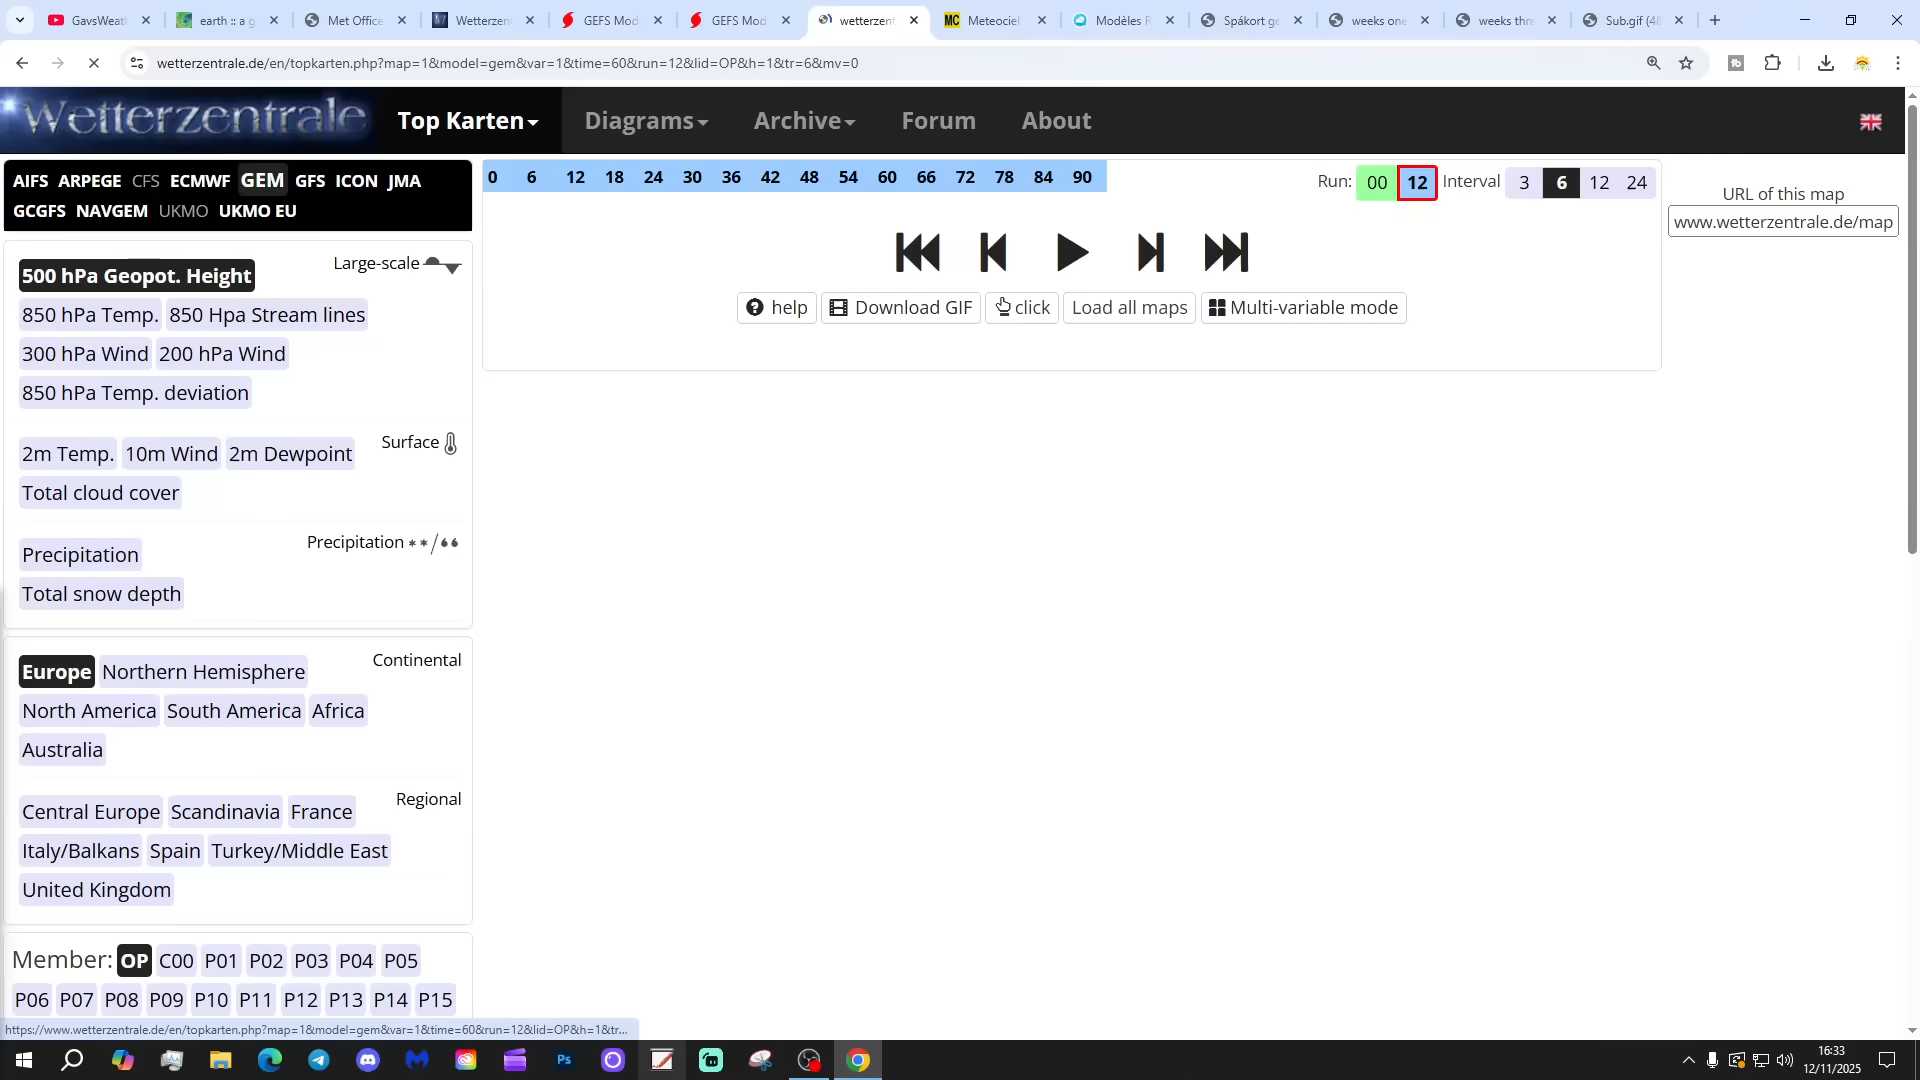 GavsWeat
earth :: a g
Met Office
Wetterzen
GEFS Mod
GEFS Mod
wetterzent
Meteociel
Modèles R
Spákort ge
weeks one
weeks thre
Sub.gif (48
wetterzentrale.de/en/topkarten.php?map=1&model=gem&var=1&time=60&run=12&lid=OP&h=1&tr=6&mv=0
Wetterzentrale
Top Karten
Diagrams
Archive
Forum
About
AIFS ARPEGE CFS ECMWF GEM GFS ICON JMA
GCGFS NAVGEM UKMO UKMO EU
0 6 12 18 24 30 36 42 48 54 60 66 72 78 84 90
Run: 00 12 Interval 3 6 12 24
URL of this map
www.wetterzentrale.de/map
help
Download GIF
click
Load all maps
Multi-variable mode
Large-scale
500 hPa Geopot. Height
850 hPa Temp. 850 Hpa Stream lines
300 hPa Wind 200 hPa Wind
850 hPa Temp. deviation
Surface
2m Temp. 10m Wind 2m Dewpoint
Total cloud cover
Precipitation
Precipitation
Total snow depth
Continental
Europe Northern Hemisphere
North America South America Africa
Australia
Regional
Central Europe Scandinavia France
Italy/Balkans Spain Turkey/Middle East
United Kingdom
Member: OP C00 P01 P02 P03 P04 P05
P06 P07 P08 P09 P10 P11 P12 P13 P14 P15
https://www.wetterzentrale.de/en/topkarten.php?map=1&model=gem&var=1&time=60&run=12&lid=OP&h=1&tr...
Ps
16:33
12/11/2025